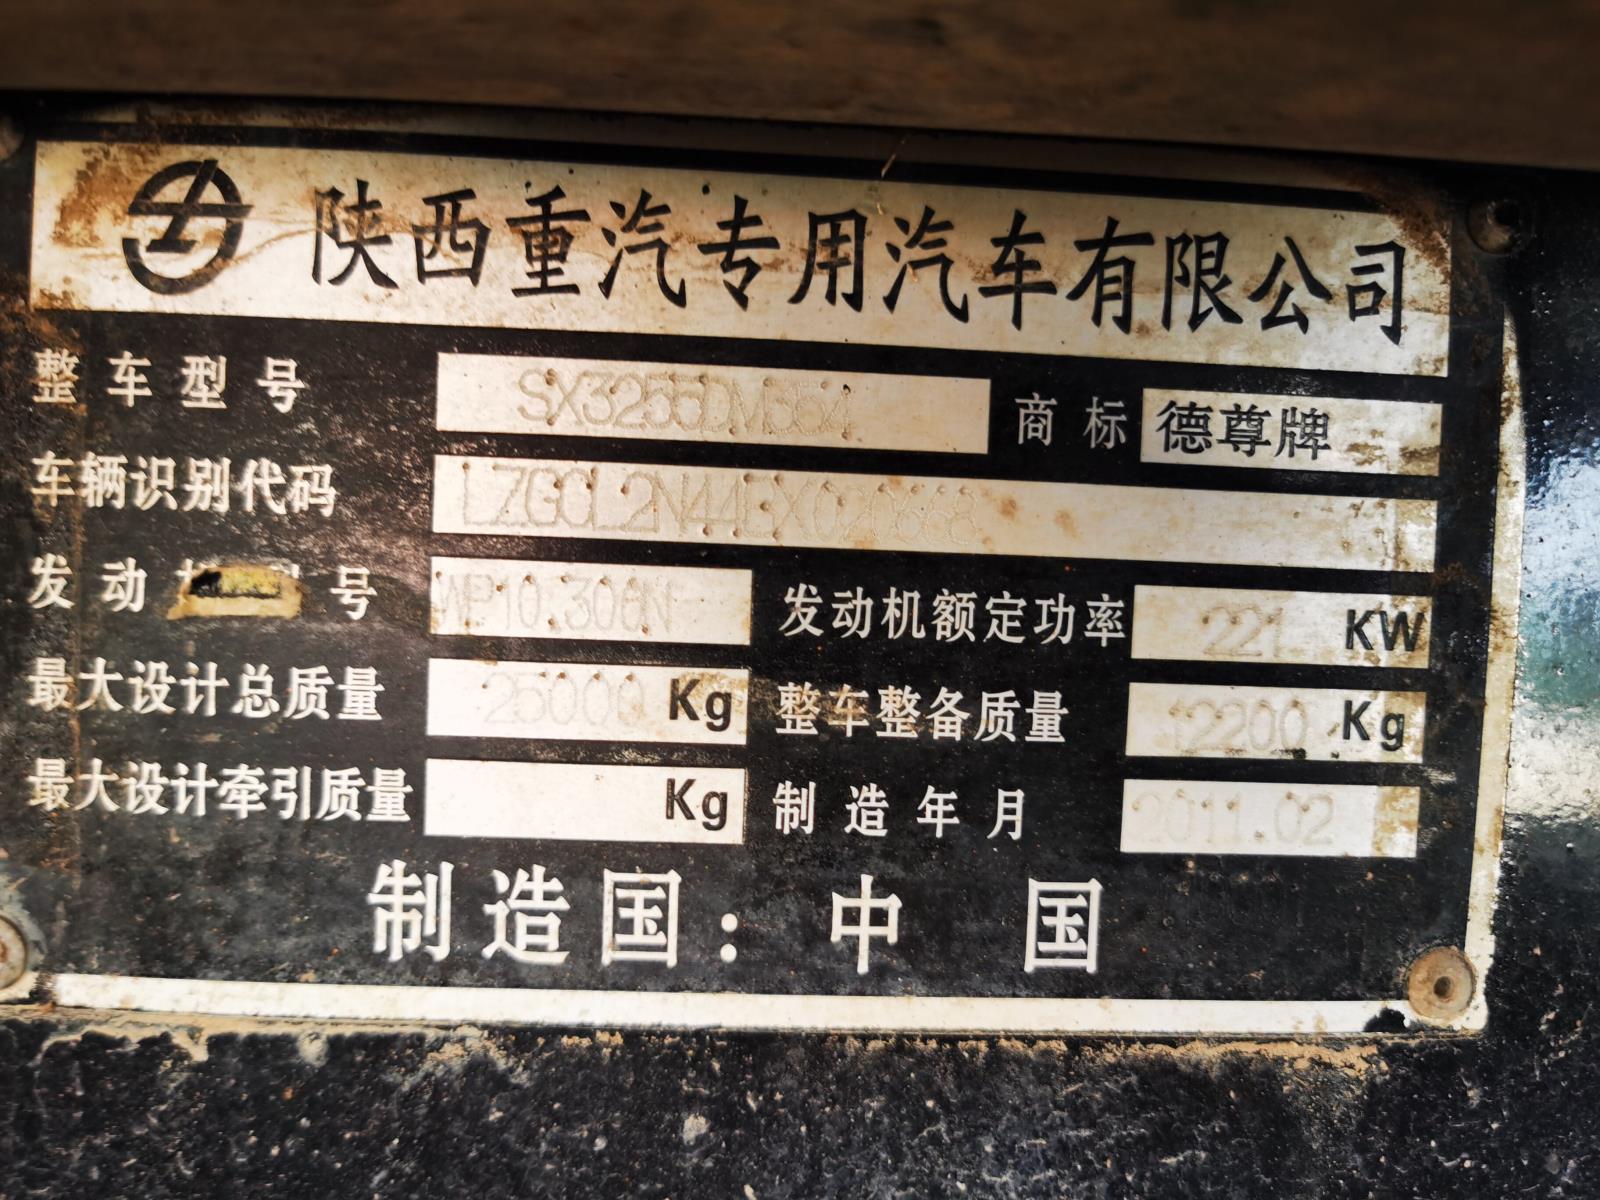 陕西重汽专用汽车有限公司
整车型号 SX3255DM354 商标 德尊牌
车辆识别代码 LZGCL2N44BX020668
发动 号 WP10.300N 发动机额定功率 221 KW
最大设计总质量 25000 Kg 整车整备质量 12200 Kg
最大设计牵引质量 Kg 制造年月 2011.02
制造国：中国